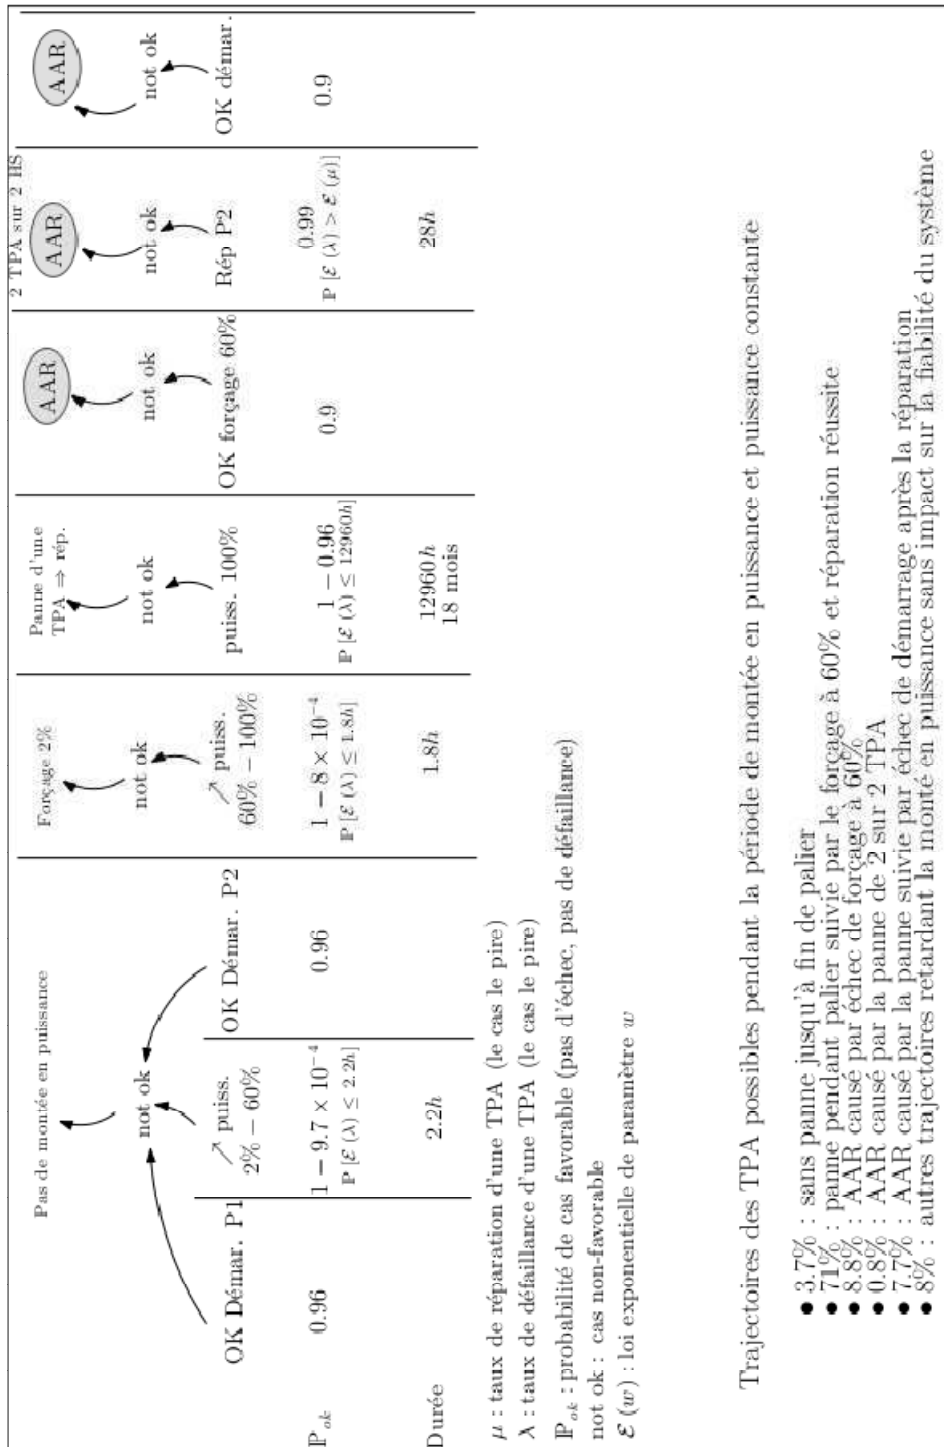 2 TPA sur 2 HS
Pas de montée en puissance
Forçage 2%
Panne d'une
TPA ⇒ rép.
AAR
AAR
AAR
not ok
not ok
not ok
not ok
not ok
not ok
OK Démar. P1
↗ puiss.
2% − 60%
OK Démar. P2
↗ puiss.
60% − 100%
puiss. 100%
OK forçage 60%
Rép P2
OK démar.
ℙok
0.96
1 − 9.7 × 10⁻⁴
ℙ [ℰ (λ) ≤ 2.2h]
0.96
1 − 8 × 10⁻⁴
ℙ [ℰ (λ) ≤ 1.8h]
1 − 0.96
ℙ [ℰ (λ) ≤ 12960h]
0.9
0.99
ℙ [ℰ (λ) > ℰ (μ)]
0.9
Durée
2.2h
1.8h
12960h
18 mois
28h
μ : taux de réparation d'une TPA (le cas le pire)
λ : taux de défaillance d'une TPA (le cas le pire)
ℙok : probabilité de cas favorable (pas d'échec, pas de défaillance)
not ok : cas non-favorable
ℰ (w) : loi exponentielle de paramètre w
Trajectoires des TPA possibles pendant la période de montée en puissance et puissance constante
• 3.7% : sans panne jusqu'à fin de palier
• 71% : panne pendant palier suivie par le forçage à 60% et réparation réussite
• 8.8% : AAR causé par échec de forçage à 60%
• 0.8% : AAR causé par la panne de 2 sur 2 TPA
• 7.7% : AAR causé par la panne suivie par échec de démarrage après la réparation
• 8% : autres trajectoires retardant la monté en puissance sans impact sur la fiabilité du système